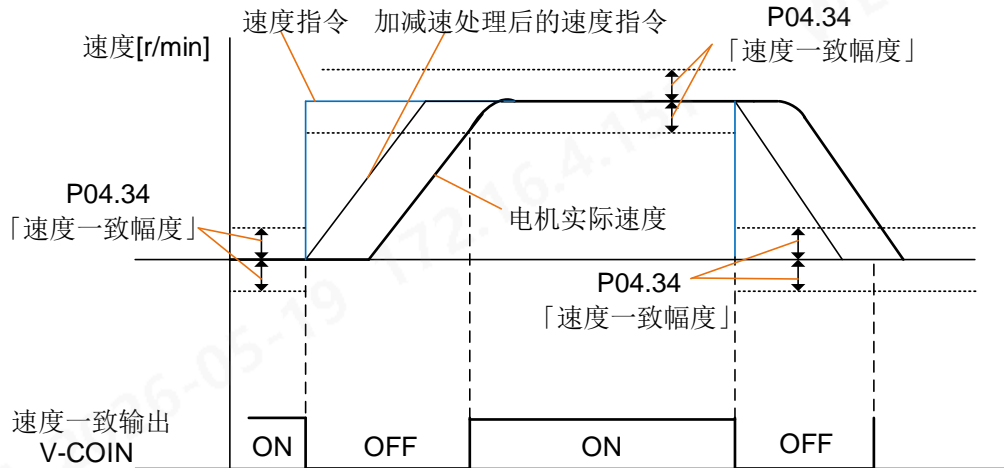 速度指令
加减速处理后的速度指令
P04.34
「速度一致幅度」
速度[r/min]
P04.34
「速度一致幅度」
电机实际速度
P04.34
「速度一致幅度」
速度一致输出
V-COIN
ON
OFF
ON
OFF